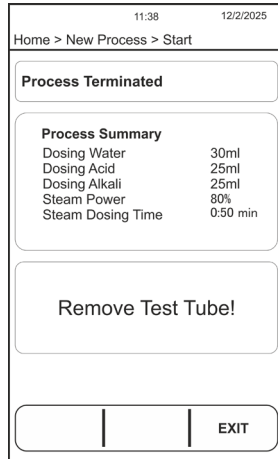 11:38 12/2/2025
Home > New Process > Start
Process Terminated
Process Summary
Dosing Water 30ml
Dosing Acid 25ml
Dosing Alkali 25ml
Steam Power 80%
Steam Dosing Time 0:50 min
Remove Test Tube!
EXIT